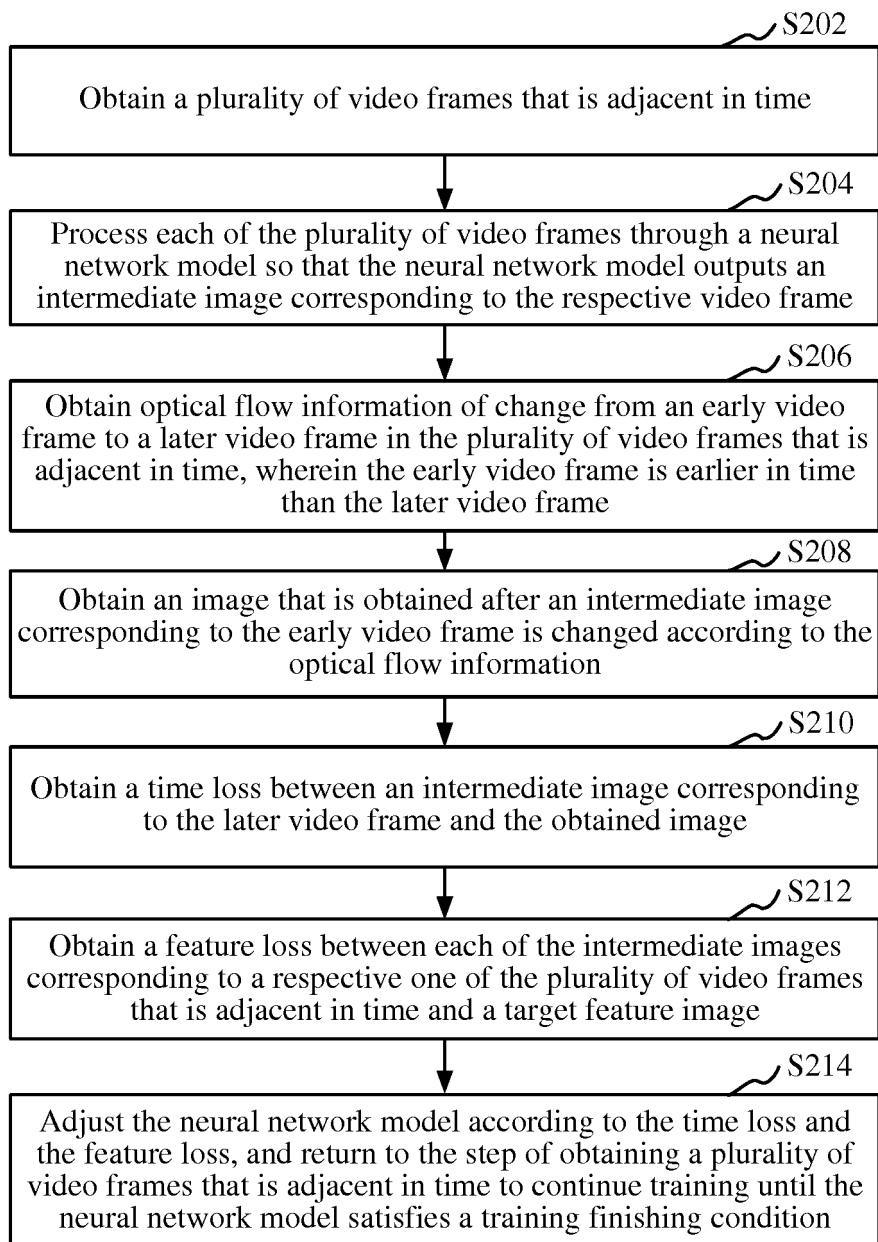 S202
Obtain a plurality of video frames that is adjacent in time
S204
Process each of the plurality of video frames through a neural
network model so that the neural network model outputs an
intermediate image corresponding to the respective video frame
S206
Obtain optical flow information of change from an early video
frame to a later video frame in the plurality of video frames that is
adjacent in time, wherein the early video frame is earlier in time
than the later video frame
S208
Obtain an image that is obtained after an intermediate image
corresponding to the early video frame is changed according to the
optical flow information
S210
Obtain a time loss between an intermediate image corresponding
to the later video frame and the obtained image
S212
Obtain a feature loss between each of the intermediate images
corresponding to a respective one of the plurality of video frames
that is adjacent in time and a target feature image
S214
Adjust the neural network model according to the time loss and
the feature loss, and return to the step of obtaining a plurality of
video frames that is adjacent in time to continue training until the
neural network model satisfies a training finishing condition